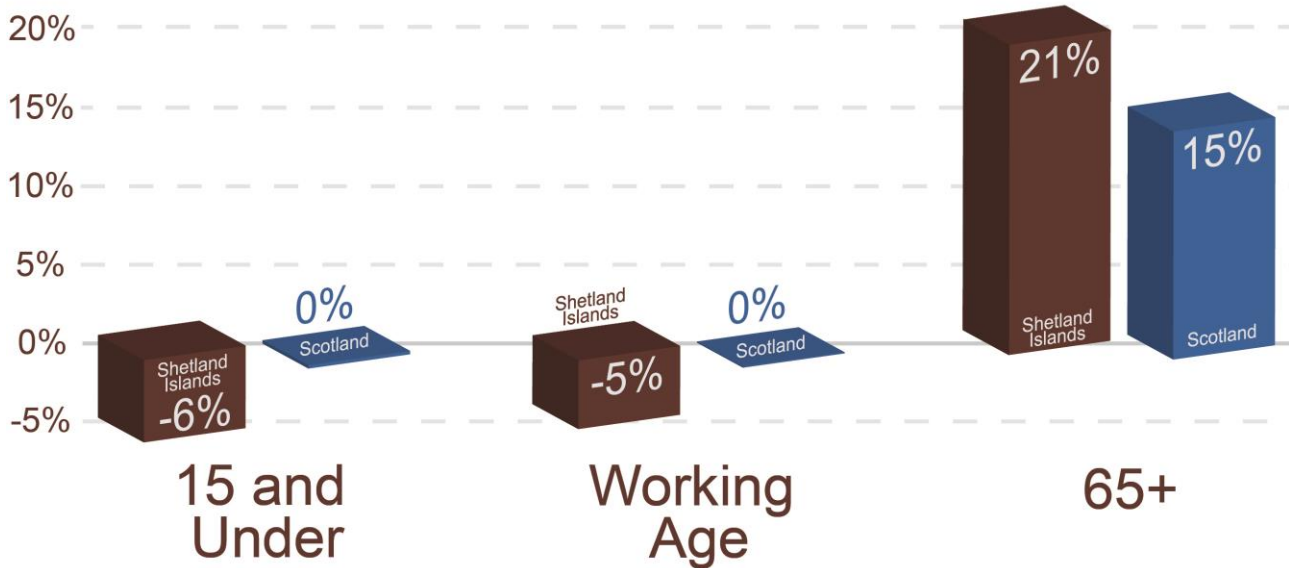 20%
15%
10%
5%
0%
-5%
Shetland
Islands
-6%
0%
Scotland
15 and
Under
Shetland
Islands
-5%
0%
Scotland
Working
Age
21%
Shetland
Islands
15%
Scotland
65+